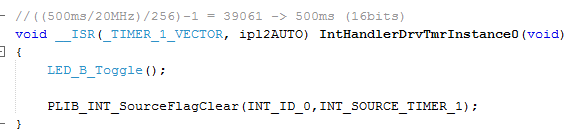 //((500ms/20MHz)/256)-1 = 39061 -> 500ms (16bits)
void __ISR(_TIMER_1_VECTOR, ipl2AUTO) IntHandlerDrvTmrInstance0(void)
{
LED_B_Toggle();
PLIB_INT_SourceFlagClear(INT_ID_0,INT_SOURCE_TIMER_1);
}